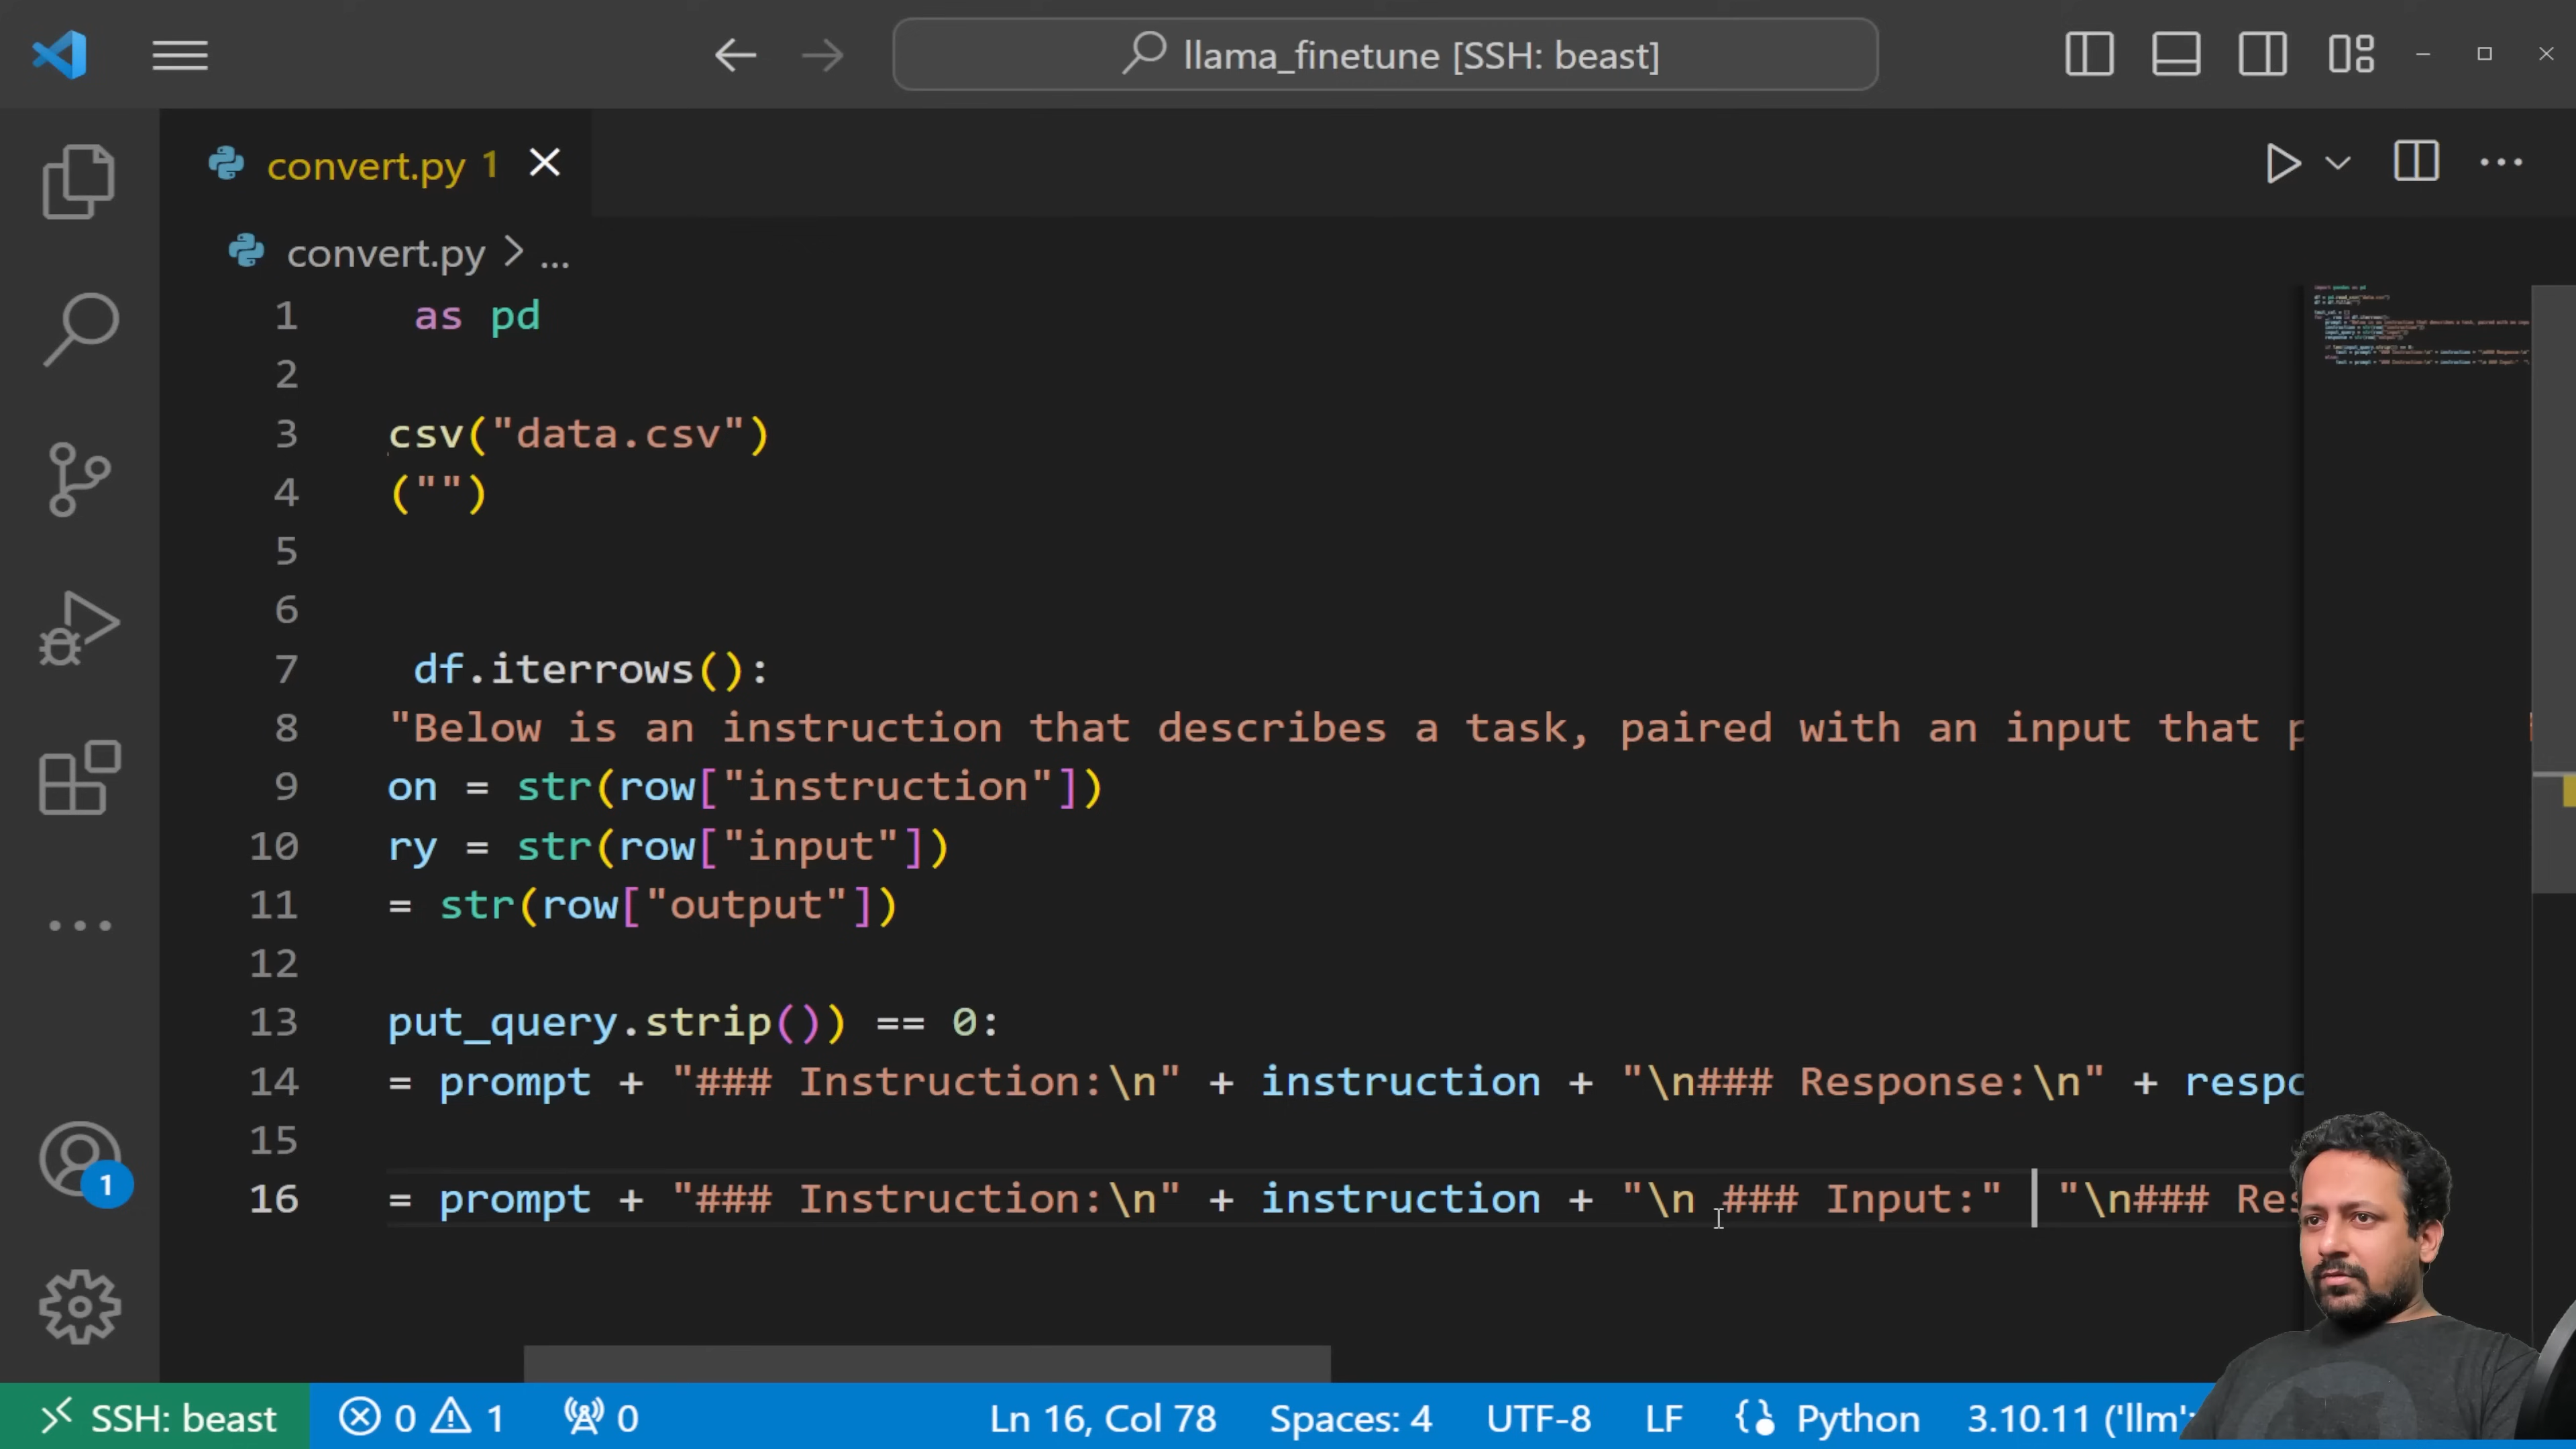 llama_finetune [SSH: beast]
convert.py 1
convert.py > ...
1 as pd
2
3 csv("data.csv")
4 ("")
5
6
7 df.iterrows():
8 "Below is an instruction that describes a task, paired with an input that p
9 on = str(row["instruction"])
10 ry = str(row["input"])
11 = str(row["output"])
12
13 put_query.strip()) == 0:
14 = prompt + "### Instruction:\n" + instruction + "\n### Response:\n" + respo
15
16 = prompt + "### Instruction:\n" + instruction + "\n ### Input:" "\n### Res
1
SSH: beast 0 1 0 Ln 16, Col 78 Spaces: 4 UTF-8 LF Python 3.10.11 ('llm':